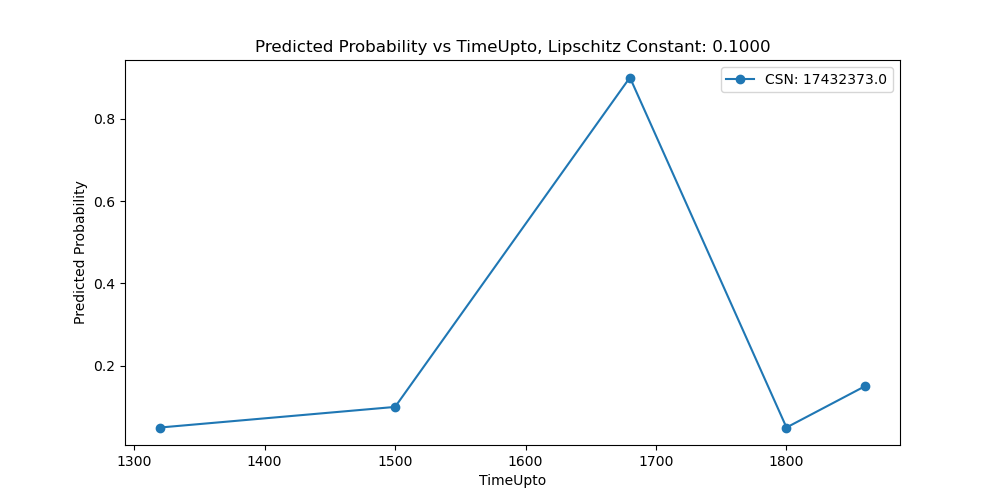 Predicted Probability vs TimeUpto, Lipschitz Constant: 0.1000
CSN: 17432373.0
Predicted Probability
0.8
0.6
0.4
0.2
1300 1400 1500 1600 1700 1800
TimeUpto